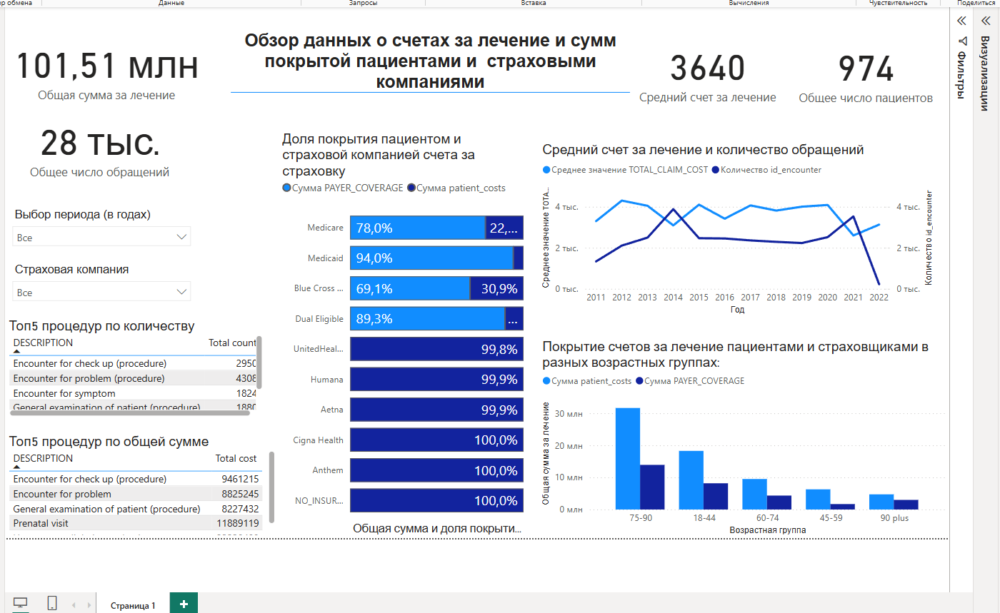 ер обмена
Данные
Запросы
Вставка
Вычисления
Чувствительность
Поделиться
101,51 млн
Общая сумма за лечение
Обзор данных о счетах за лечение и сумм
покрытой пациентами и страховыми
компаниями
3640
Средний счет за лечение
974
Общее число пациентов
28 тыс.
Общее число обращений
Выбор периода (в годах)
Все
Страховая компания
Все
Топ5 процедур по количеству
DESCRIPTION Total count
Encounter for check up (procedure) 2950
Encounter for problem (procedure) 4308
Encounter for symptom 1824
General examination of patient (procedure) 1880
Топ5 процедур по общей сумме
DESCRIPTION Total cost
Encounter for check up (procedure) 9461215
Encounter for problem 8825245
General examination of patient (procedure) 8227432
Prenatal visit 11889119
Доля покрытия пациентом и
страховой компанией счета за
страховку
Сумма PAYER_COVERAGE Сумма patient_costs
Medicare 78,0% 22,...
Medicaid 94,0%
Blue Cross ... 69,1% 30,9%
Dual Eligible 89,3% ...
UnitedHeal... 99,8%
Humana 99,9%
Aetna 99,9%
Cigna Health 100,0%
Anthem 100,0%
NO_INSUR... 100,0%
Общая сумма и доля покрыти...
Средний счет за лечение и количество обращений
Среднее значение TOTAL_CLAIM_COST Количество id_encounter
Среднее значение TOTA...
4 тыс. 4 тыс.
2 тыс. 2 тыс.
0 тыс. 0 тыс.
Количество id_encounter
2011 2012 2013 2014 2015 2016 2017 2018 2019 2020 2021 2022
Год
Покрытие счетов за лечение пациентами и страховщиками в
разных возрастных группах:
Сумма patient_costs Сумма PAYER_COVERAGE
Общая сумма за лечение
30 млн
20 млн
10 млн
0 млн
75-90 18-44 60-74 45-59 90 plus
Возрастная группа
Фильтры
Визуализации
Страница 1